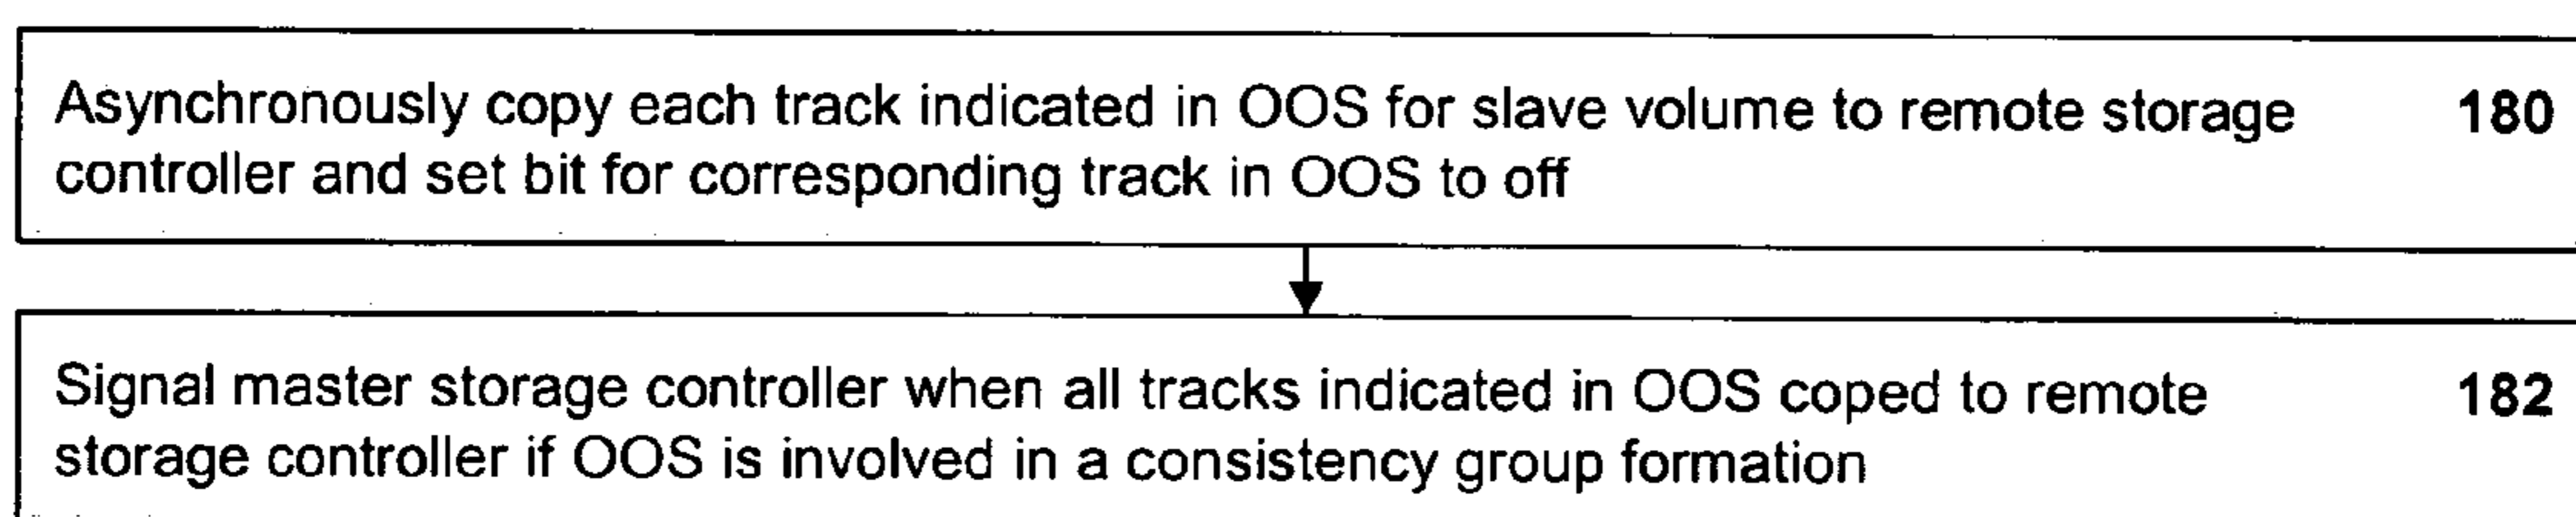 Asynchronously copy each track indicated in OOS for slave volume to remote storage 180
controller and set bit for corresponding track in OOS to off
Signal master storage controller when all tracks indicated in OOS coped to remote 182
storage controller if OOS is involved in a consistency group formation